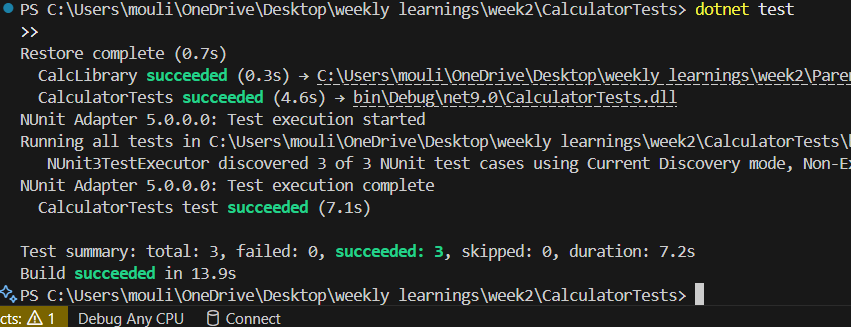 PS C:\Users\mouli\OneDrive\Desktop\weekly learnings\week2\CalculatorTests> dotnet test
>>
Restore complete (0.7s)
CalcLibrary succeeded (0.3s) → C:\Users\mouli\OneDrive\Desktop\weekly learnings\week2\Pare
CalculatorTests succeeded (4.6s) → bin\Debug\net9.0\CalculatorTests.dll
NUnit Adapter 5.0.0.0: Test execution started
Running all tests in C:\Users\mouli\OneDrive\Desktop\weekly learnings\week2\CalculatorTests\
NUnit3TestExecutor discovered 3 of 3 NUnit test cases using Current Discovery mode, Non-E
NUnit Adapter 5.0.0.0: Test execution complete
CalculatorTests test succeeded (7.1s)
Test summary: total: 3, failed: 0, succeeded: 3, skipped: 0, duration: 7.2s
Build succeeded in 13.9s
PS C:\Users\mouli\OneDrive\Desktop\weekly learnings\week2\CalculatorTests>
cts: 1 Debug Any CPU Connect